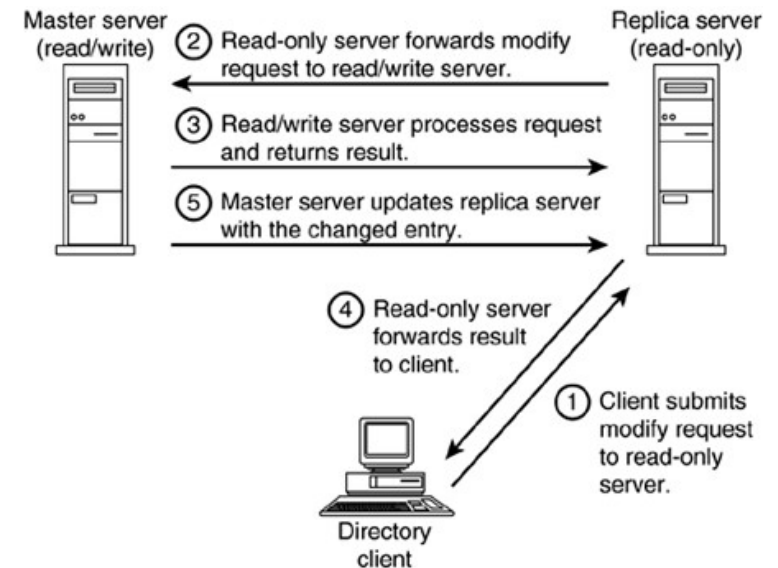 Master server
(read/write)
Replica server
(read-only)
2 Read-only server forwards modify
request to read/write server.
3 Read/write server processes request
and returns result.
5 Master server updates replica server
with the changed entry.
4 Read-only server
forwards result
to client.
1 Client submits
modify request
to read-only
server.
Directory
client